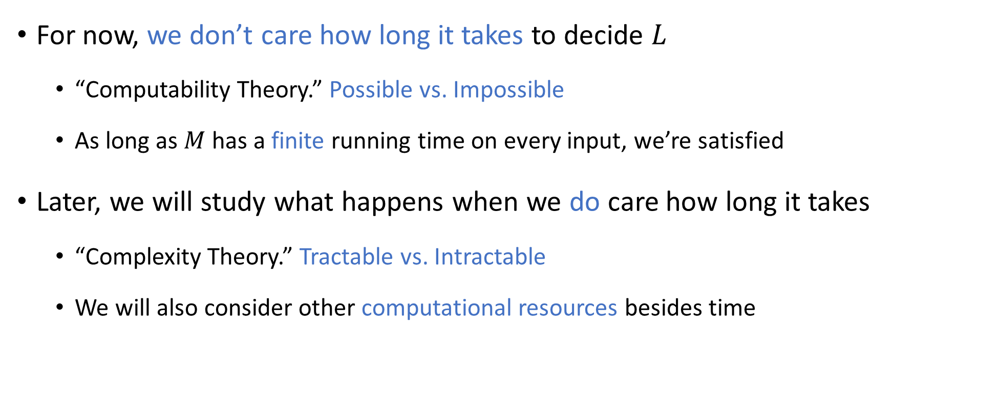 • For now, we don’t care how long it takes to decide 𝐿
• “Computability Theory.” Possible vs. Impossible
• As long as 𝑀 has a finite running time on every input, we’re satisfied
• Later, we will study what happens when we do care how long it takes
• “Complexity Theory.” Tractable vs. Intractable
• We will also consider other computational resources besides time